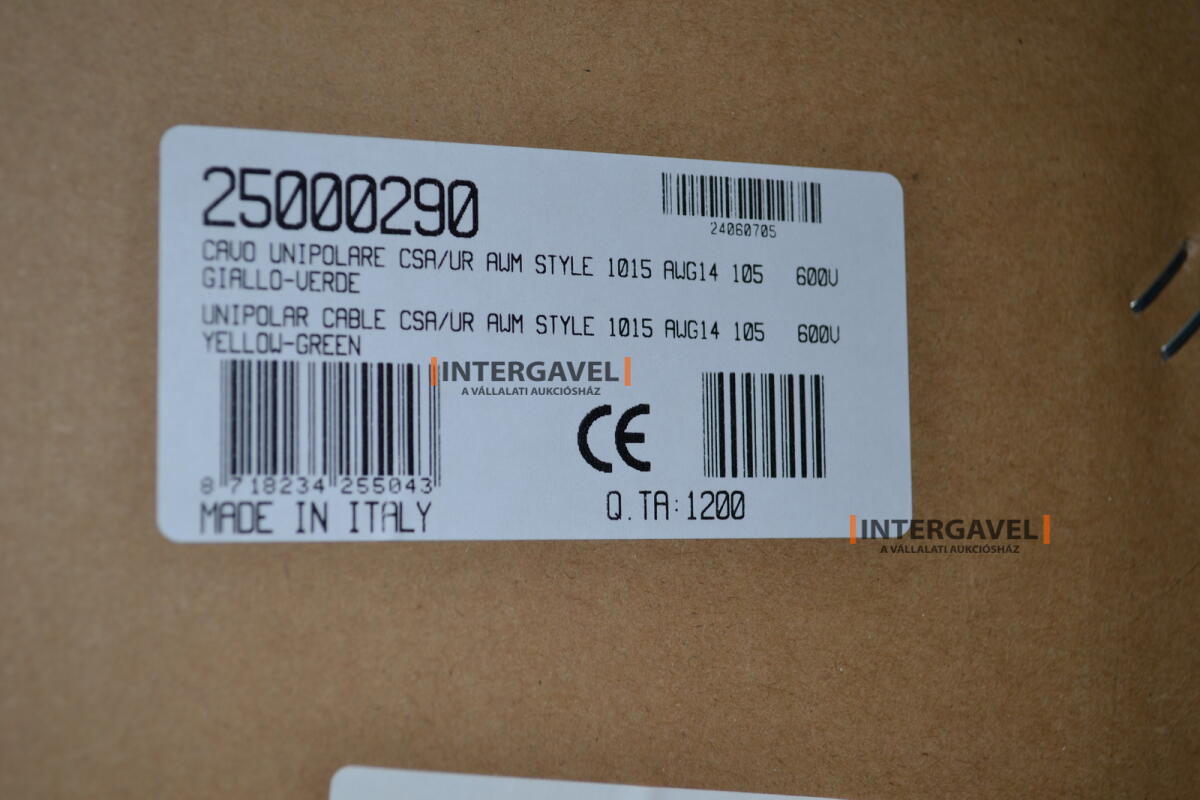 25000290
24060705
CAVO UNIPOLARE CSA/UR AWM STYLE 1015 AWG14 105 600V
GIALLO-VERDE
UNIPOLAR CABLE CSA/UR AWM STYLE 1015 AWG14 105 600V
YELLOW-GREEN
INTERGAVEL
A VÁLLALATI AUKCIÓSHÁZ
CE
8 718234 255043
MADE IN ITALY
Q.TA:1200
INTERGAVEL
A VÁLLALATI AUKCIÓSHÁZ